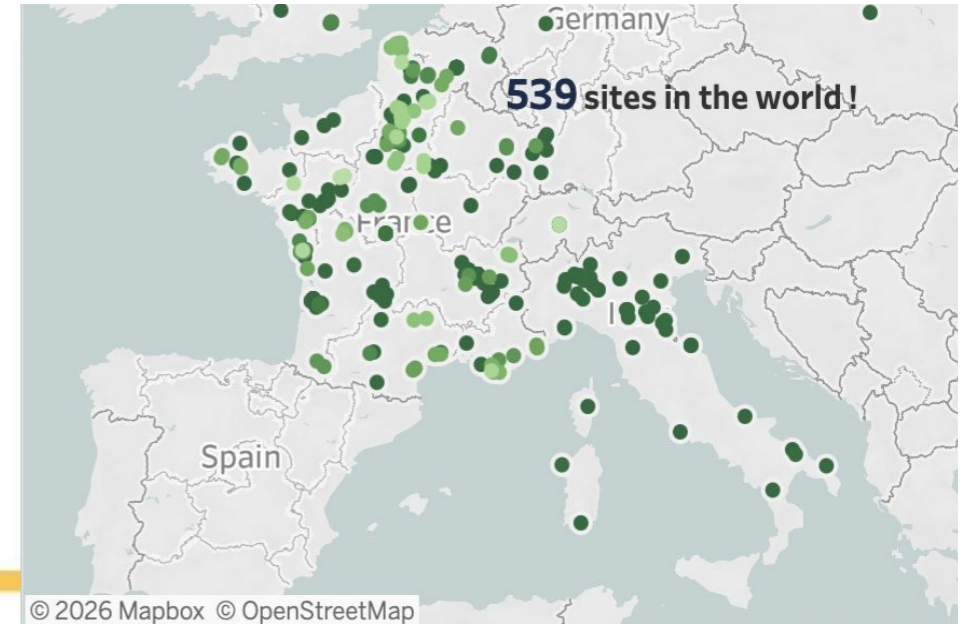 Germany
539 sites in the world !
France
I
Spain
© 2026 Mapbox © OpenStreetMap